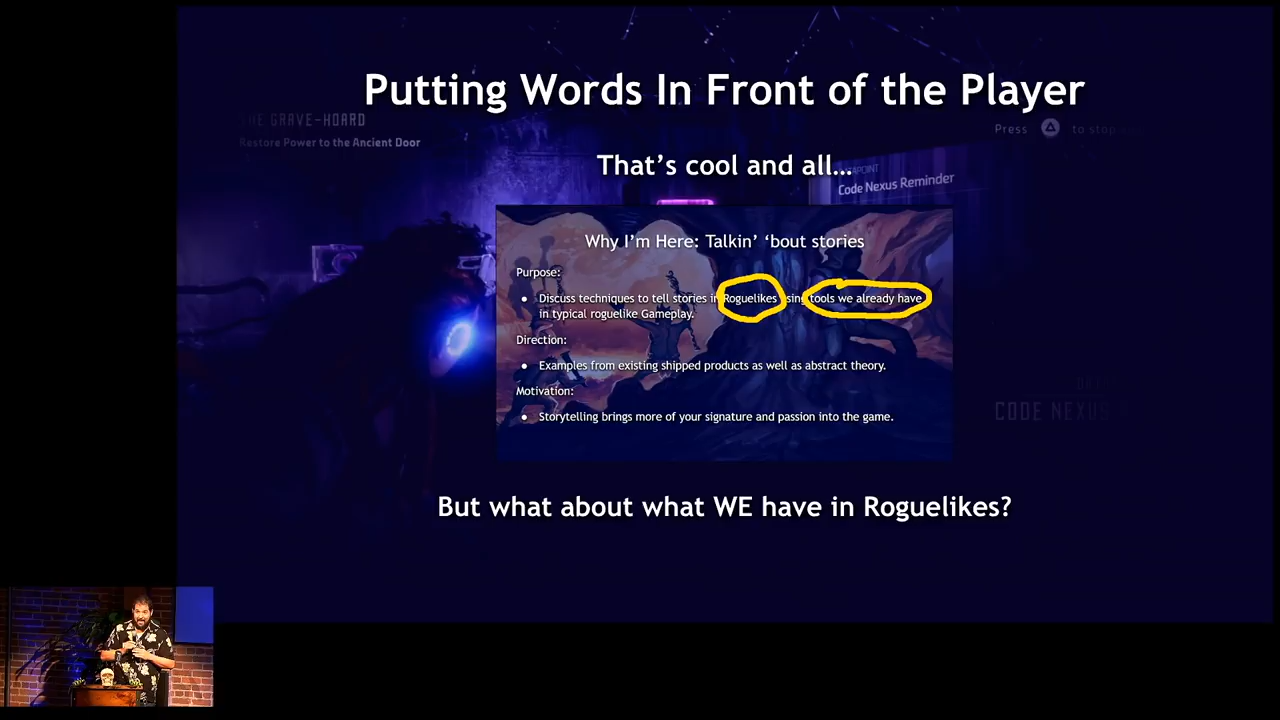 Putting Words In Front of the Player
GRAVE-HOARD
Restore Power to the Ancient Door
Press
to stop
That's cool and all…
Code Nexus Reminder
Why I'm Here: Talkin' 'bout stories
Purpose:
● Discuss techniques to tell stories in Roguelikes using tools we already have
in typical roguelike Gameplay.
Direction:
● Examples from existing shipped products as well as abstract theory.
Motivation:
● Storytelling brings more of your signature and passion into the game.
CODE NEXUS
But what about what WE have in Roguelikes?